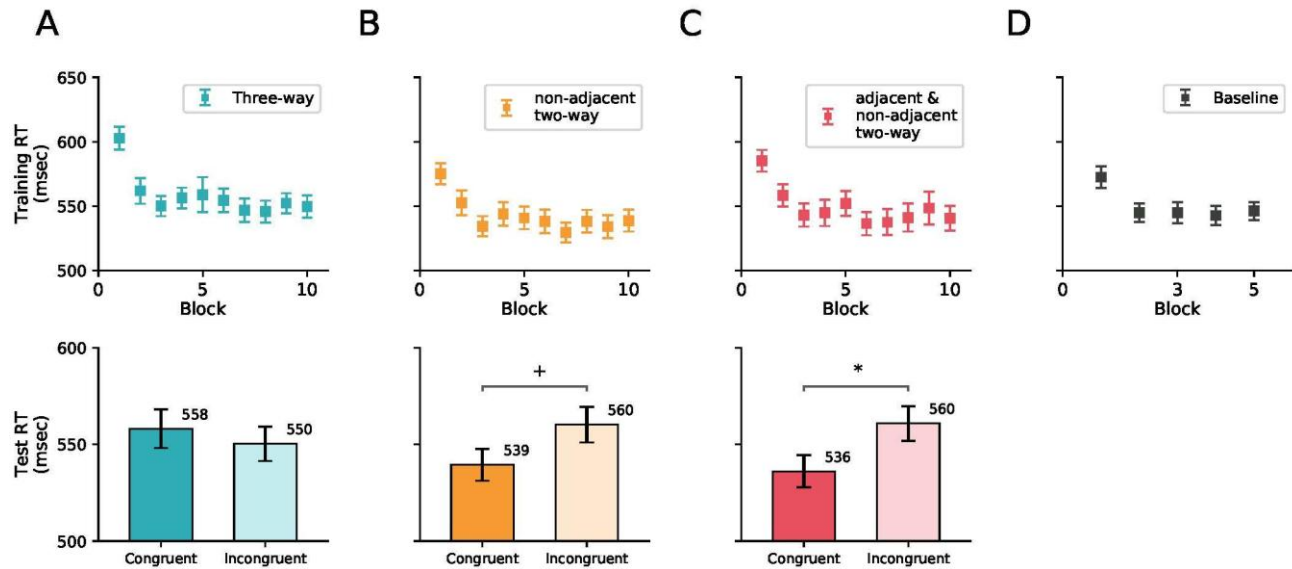 A
B
C
D
650
600
550
500
Training RT
(msec)
Three-way
0
5
10
Block
non-adjacent
two-way
0
5
10
Block
adjacent &
non-adjacent
two-way
0
5
10
Block
Baseline
0
3
5
Block
600
550
500
Test RT
(msec)
558
550
Congruent
Incongruent
+
539
560
Congruent
Incongruent
*
536
560
Congruent
Incongruent